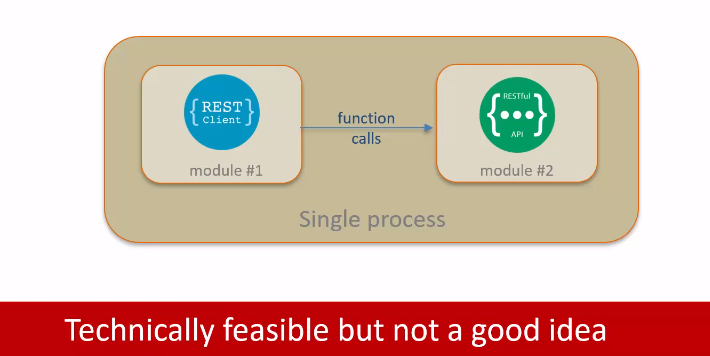 {REST}
Client
module #1
function
calls
RESTful
{•••}
API
module #2
Single process
Technically feasible but not a good idea